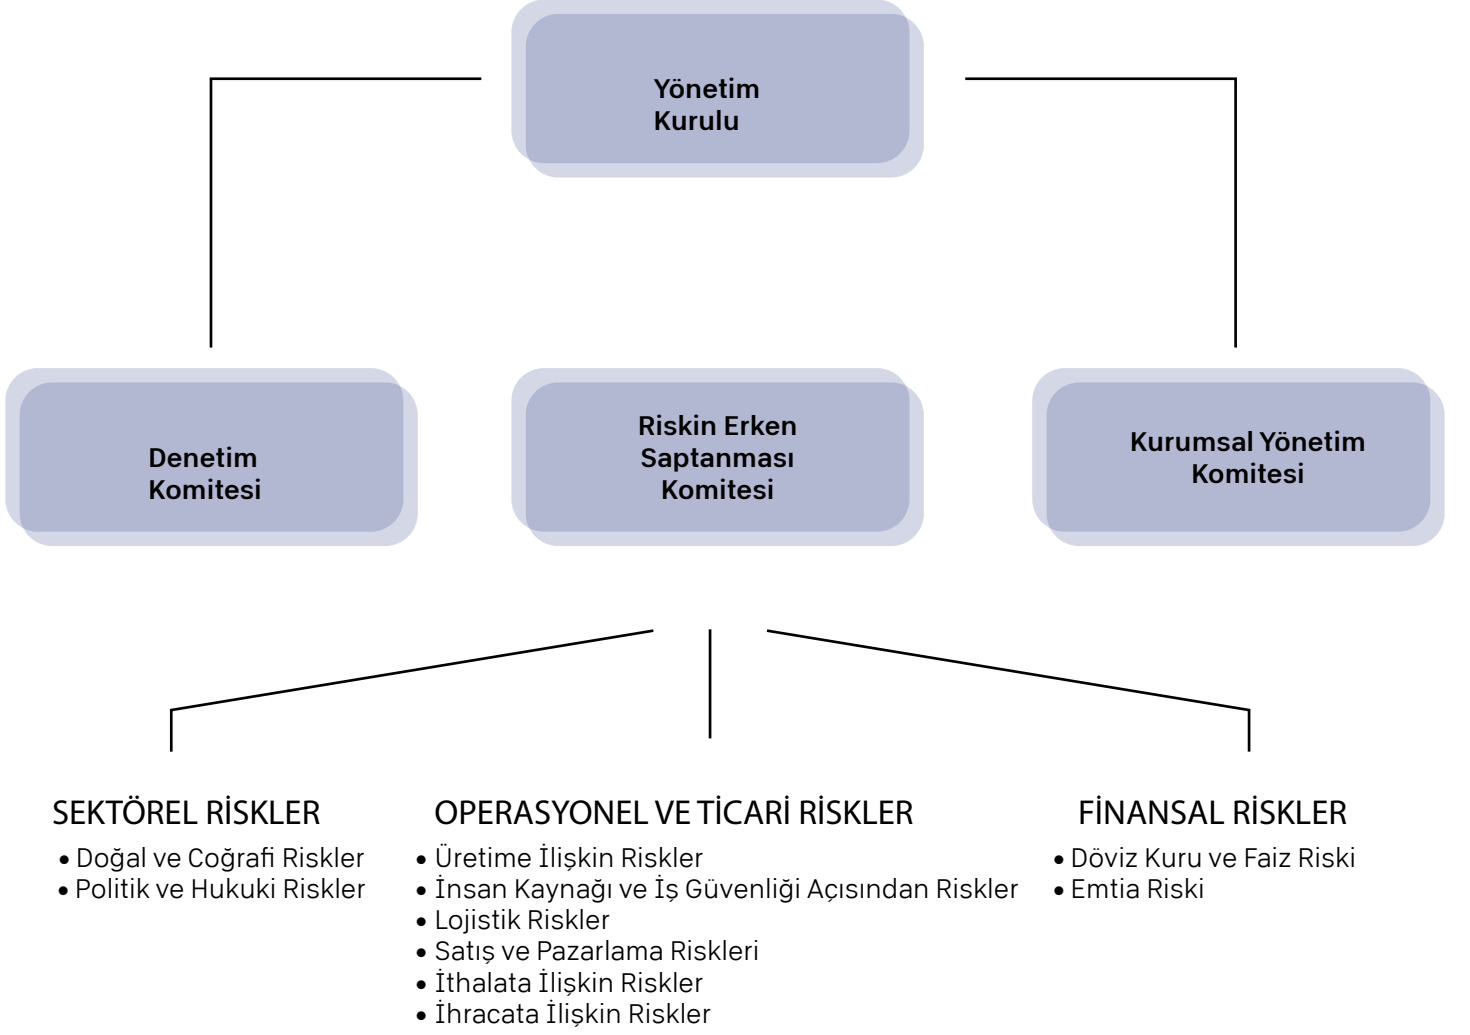 Yönetim
Kurulu
Denetim
Komitesi
Riskin Erken
Saptanması
Komitesi
Kurumsal Yönetim
Komitesi
SEKTÖREL RİSKLER
• Doğal ve Coğrafi Riskler
• Politik ve Hukuki Riskler
OPERASYONEL VE TİCARİ RİSKLER
• Üretime İlişkin Riskler
• İnsan Kaynağı ve İş Güvenliği Açısından Riskler
• Lojistik Riskler
• Satış ve Pazarlama Riskleri
• İthalata İlişkin Riskler
• İhracata İlişkin Riskler
FİNANSAL RİSKLER
• Döviz Kuru ve Faiz Riski
• Emtia Riski